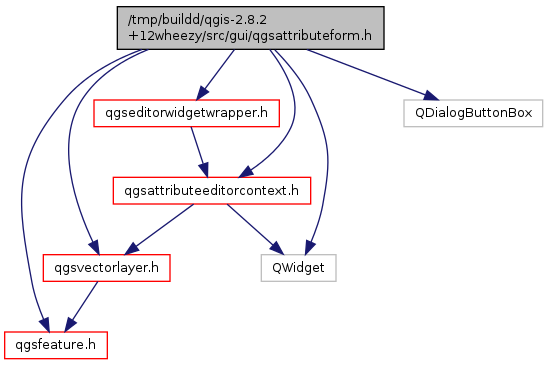 /tmp/buildd/qgis-2.8.2
+12wheezy/src/gui/qgsattributeform.h
qgseditorwidgetwrapper.h
QDialogButtonBox
qgsattributeeditorcontext.h
qgsvectorlayer.h
QWidget
qgsfeature.h